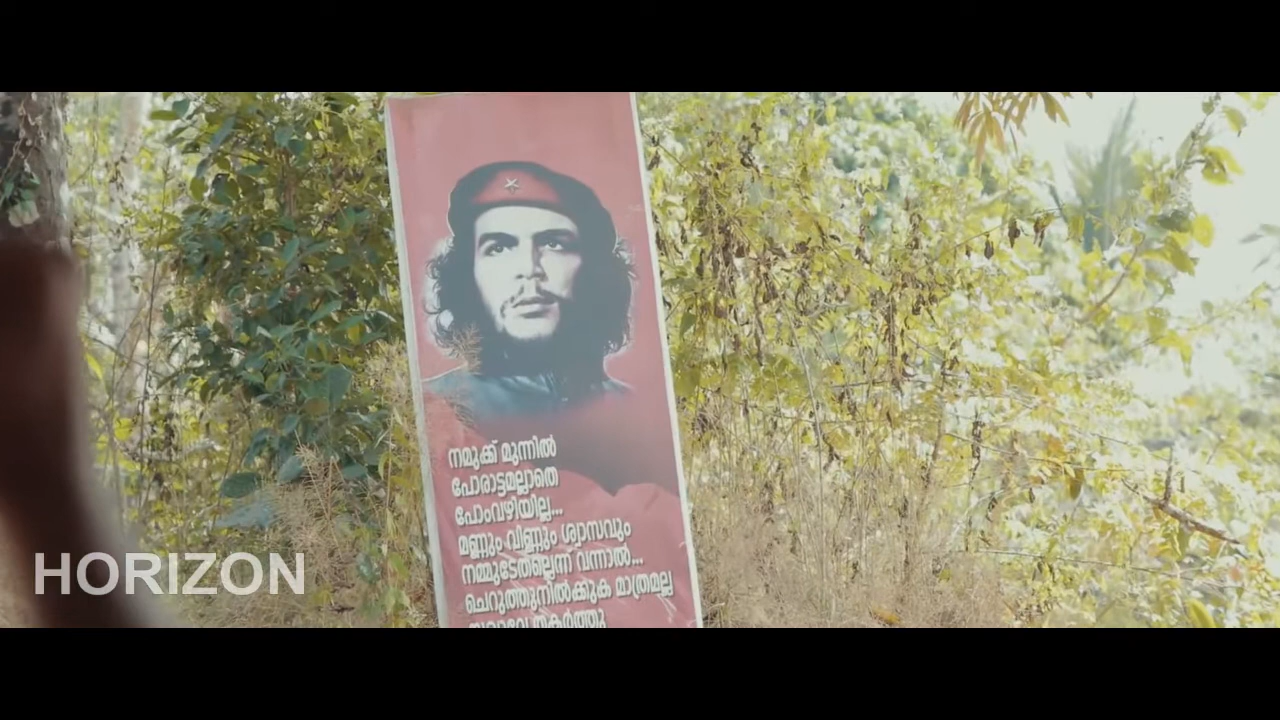 നമുക്ക് മുന്നിൽ
പോരാട്ടമല്ലാതെ
പോംവഴിയില്ല...
മണ്ണും വിണ്ണും ശ്വാസവും
നമ്മുടേതല്ലെന്ന് വന്നാൽ...
ചെറുത്തുനിൽക്കുക മാത്രമല്ല
HORIZON